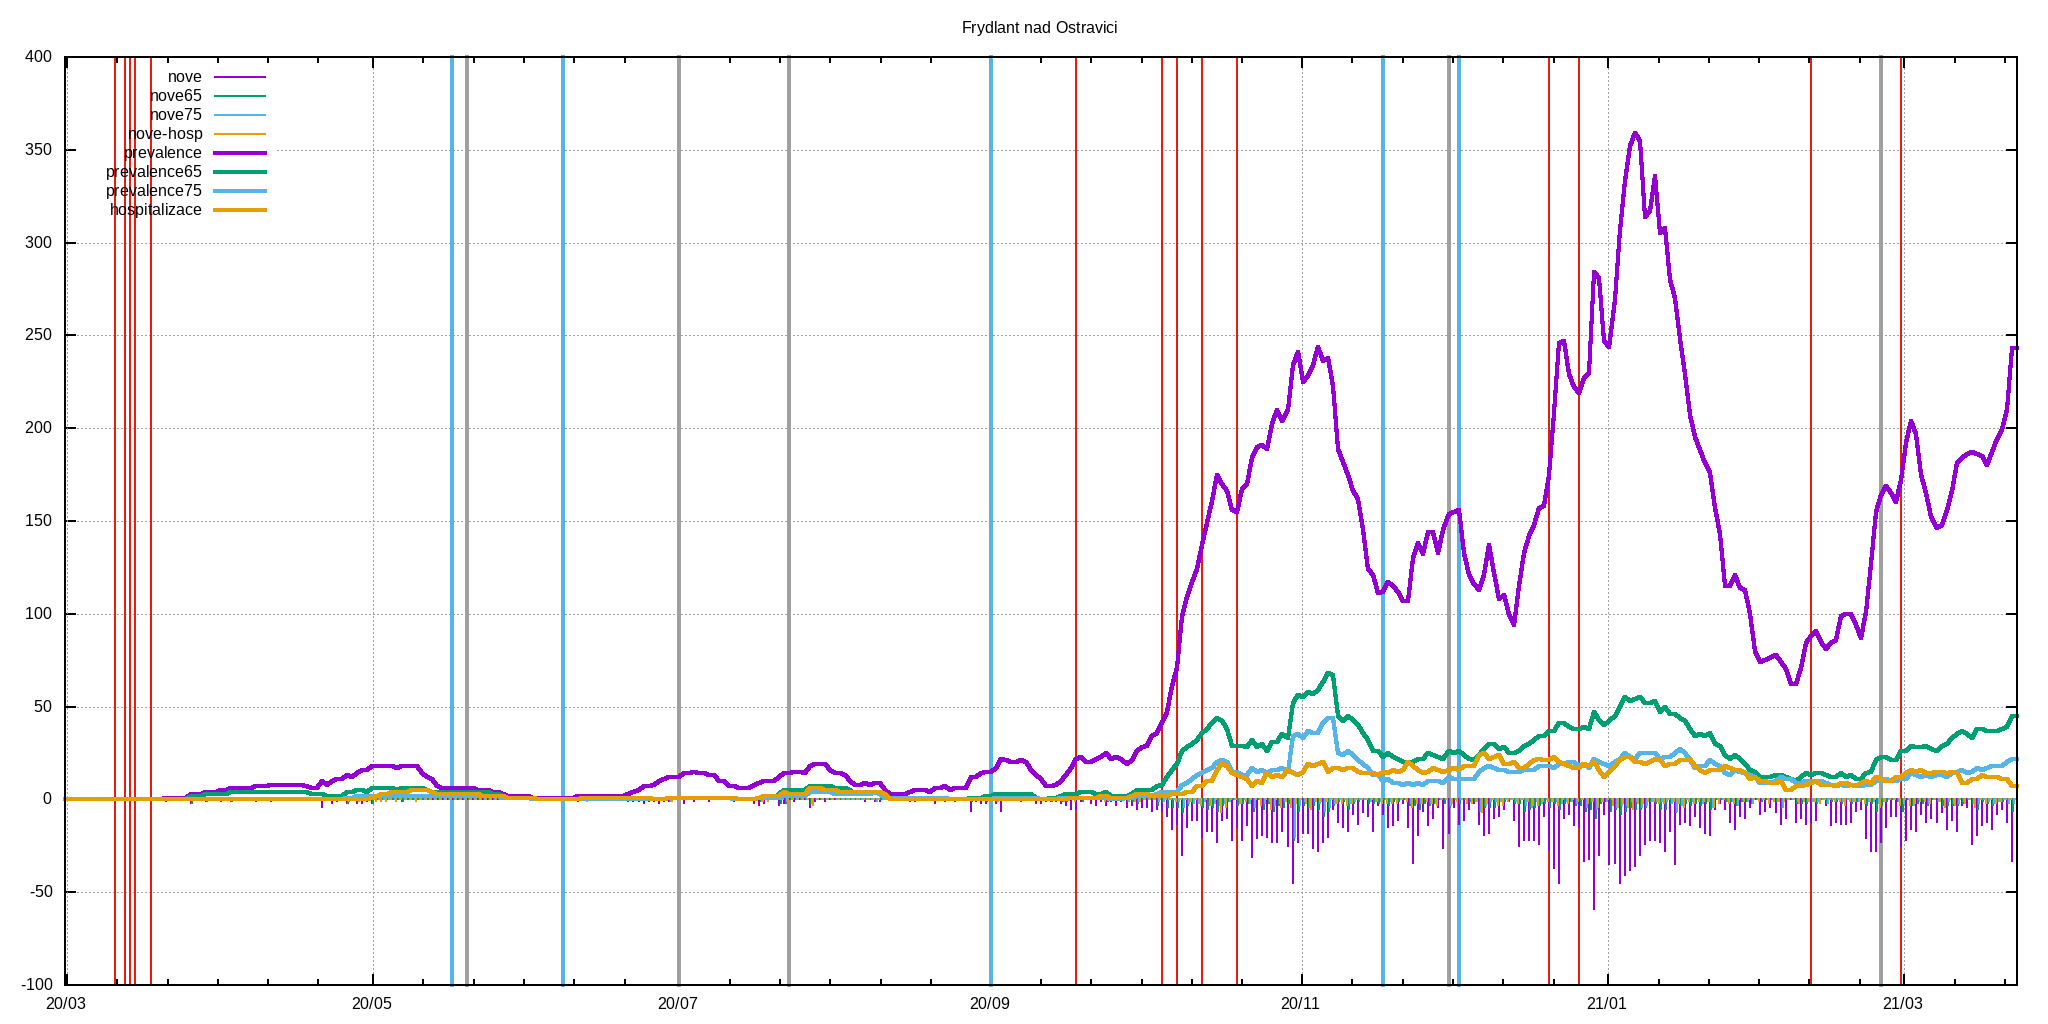 Frydlant nad Ostravici
400
350
300
250
200
150
100
50
0
-50
-100
nove
nove65
nove75
nove-hosp
prevalence
prevalence65
prevalence75
hospitalizace
20/03 20/05 20/07 20/09 20/11 21/01 21/03